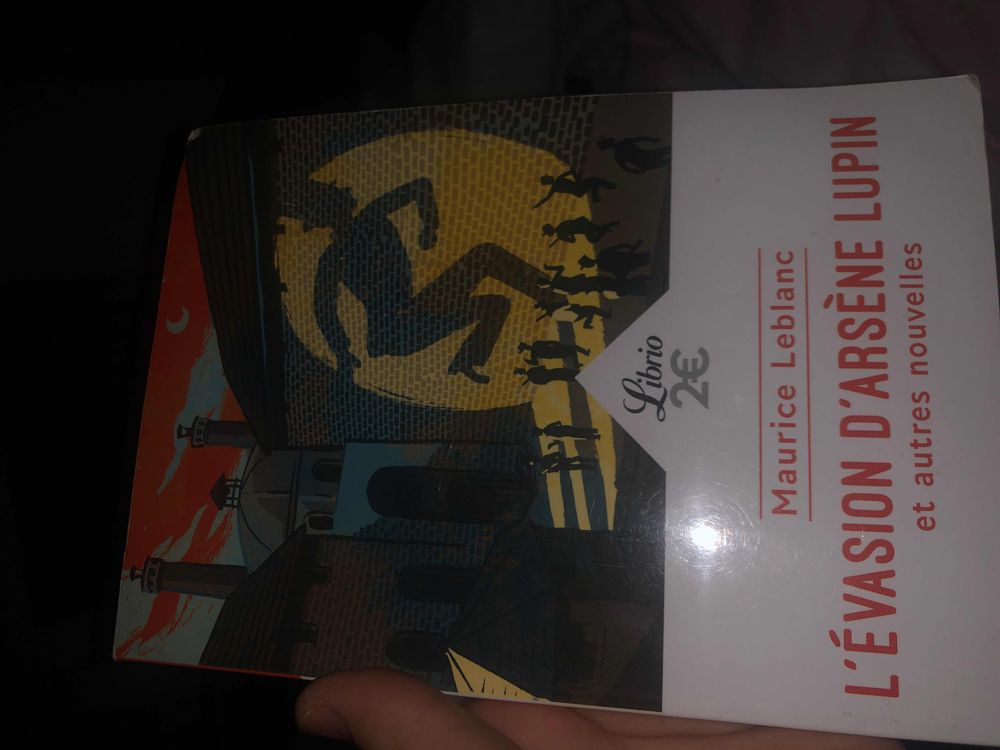 Librio
2€
Maurice Leblanc
L'ÉVASION D'ARSÈNE LUPIN
et autres nouvelles